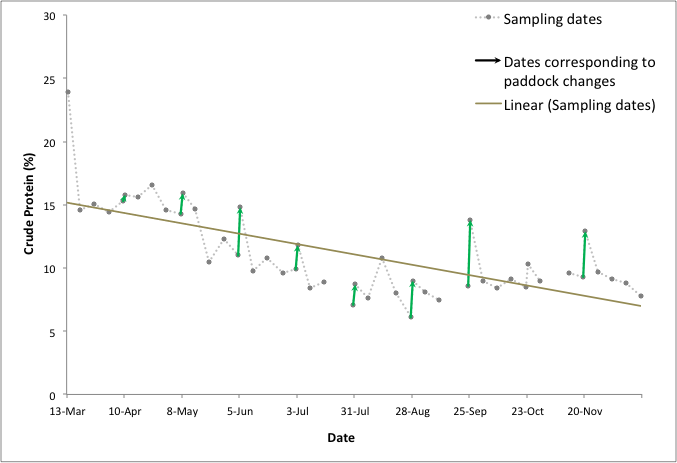 Sampling dates
Dates corresponding to
paddock changes
Linear (Sampling dates)
30
25
20
15
10
5
0
Crude Protein (%)
13-Mar 10-Apr 8-May 5-Jun 3-Jul 31-Jul 28-Aug 25-Sep 23-Oct 20-Nov
Date